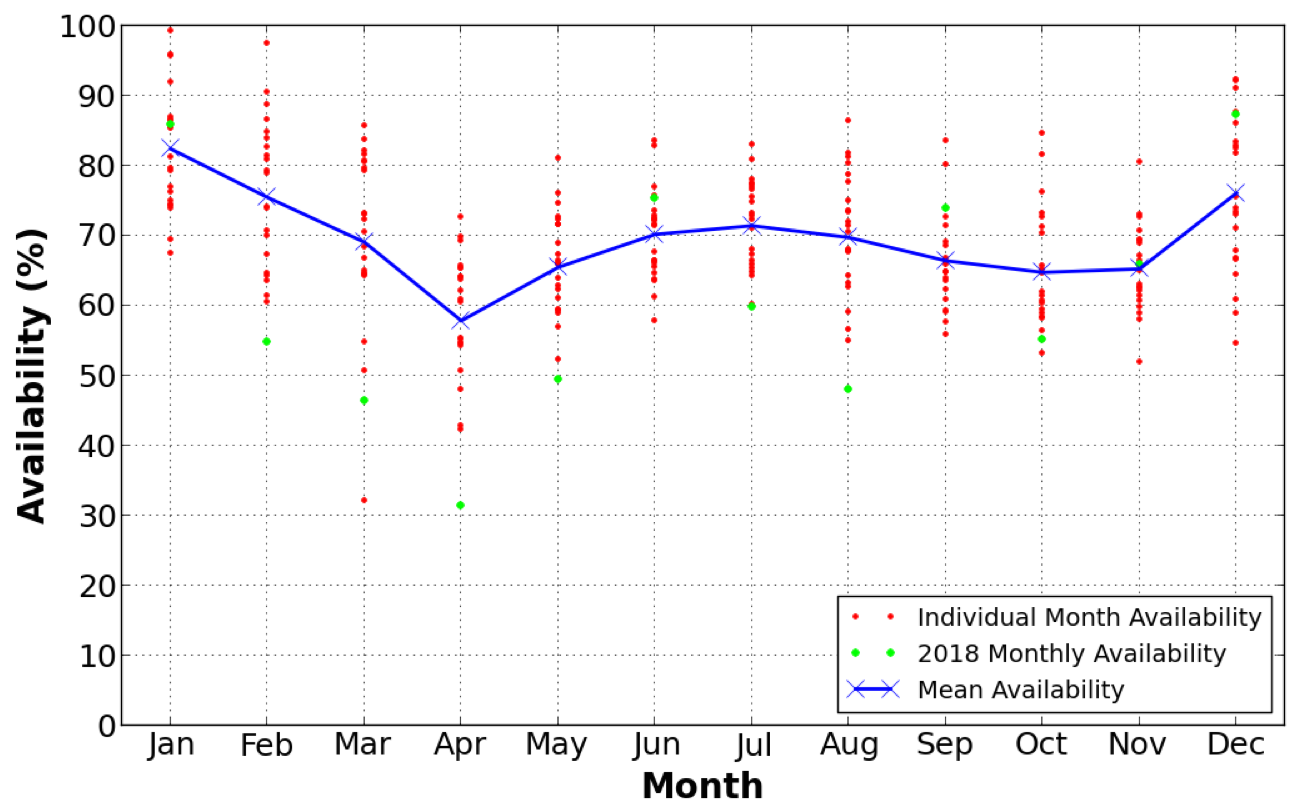 100
90
80
70
60
50
40
30
20
10
0
Availability (%)
Individual Month Availability
2018 Monthly Availability
Mean Availability
Jan Feb Mar Apr May Jun Jul Aug Sep Oct Nov Dec
Month